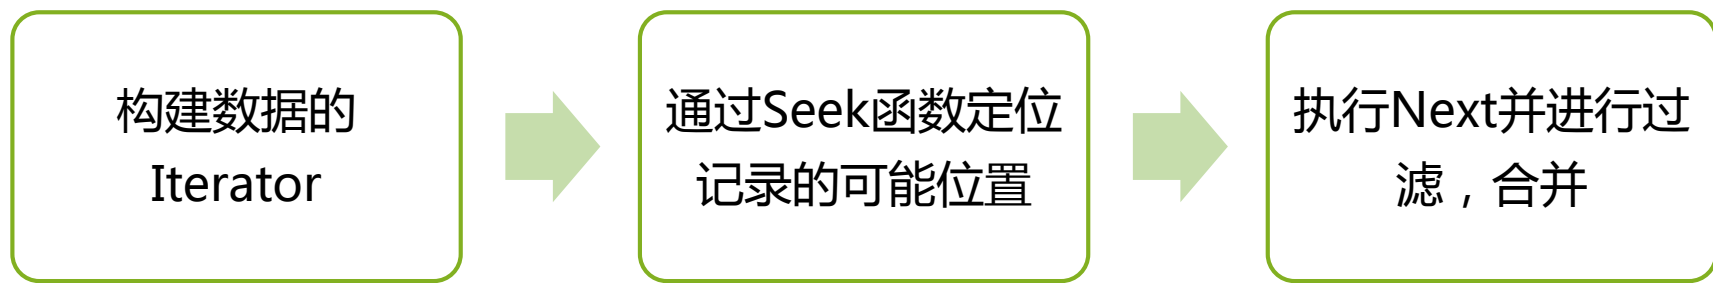 构建数据的
Iterator
通过Seek函数定位
记录的可能位置
执行Next并进行过
滤，合并